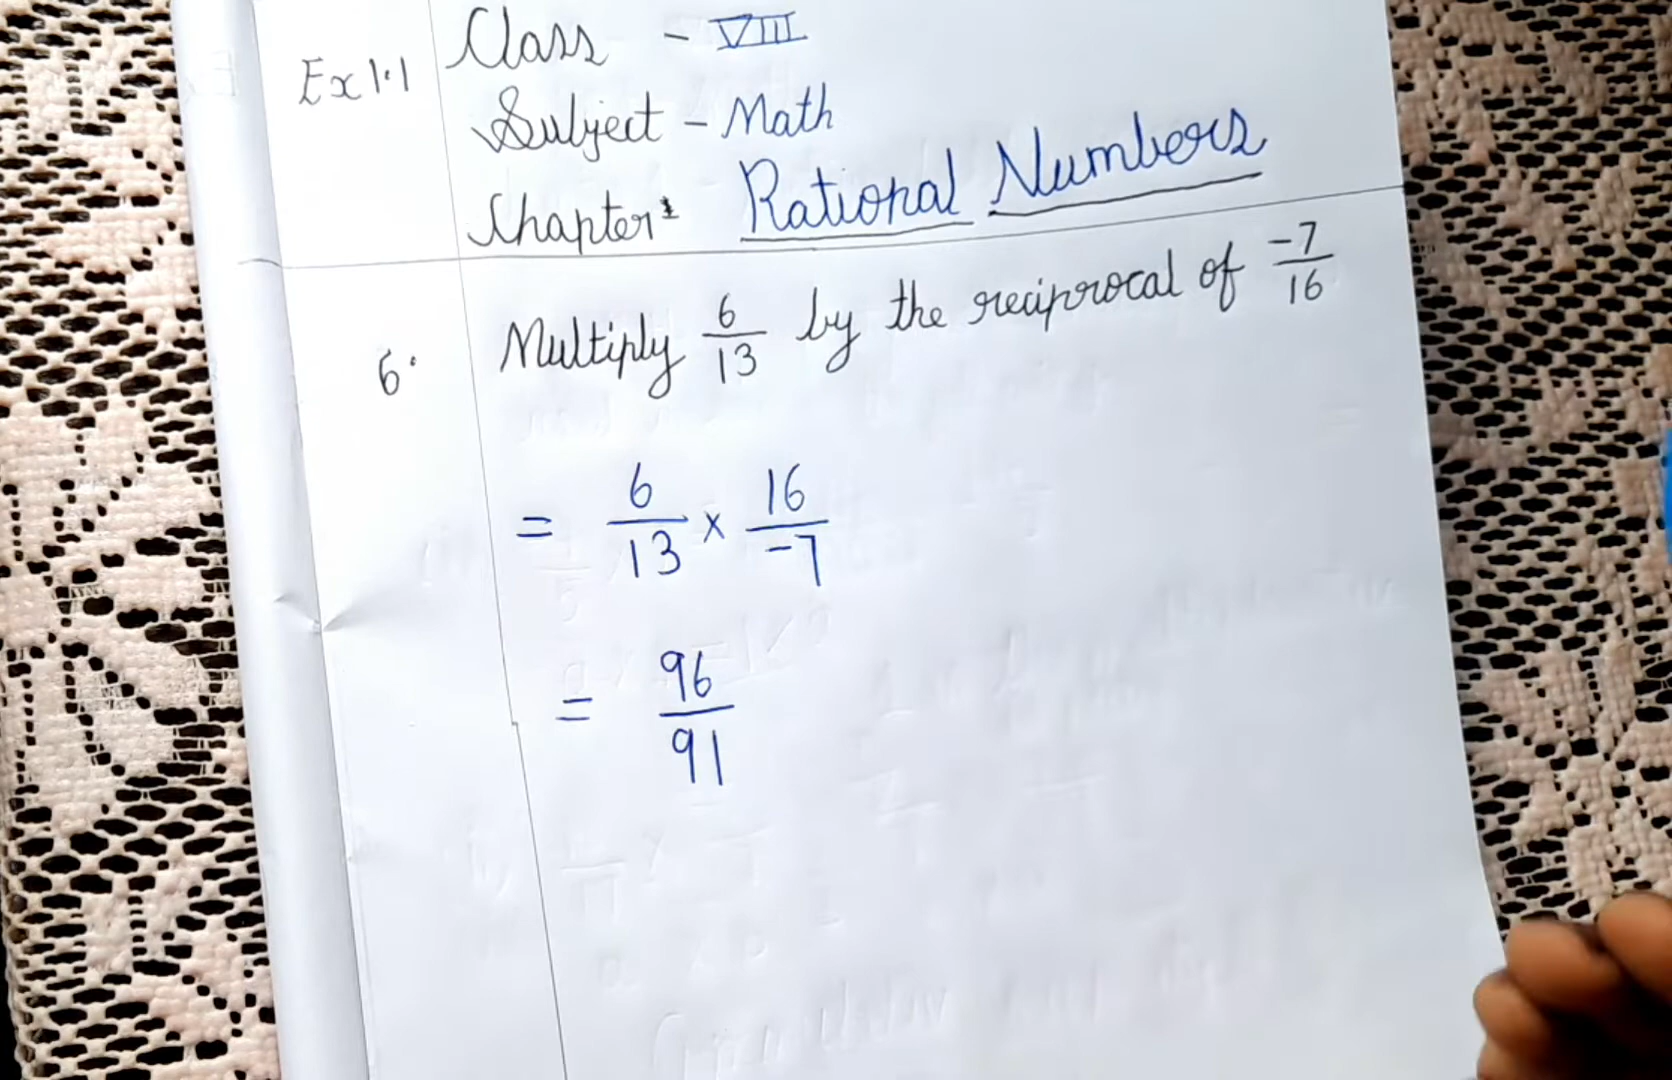 Ex 1.1
Class - VIII
Subject - Math
Chapter: Rational Numbers
6. Multiply 6/13 by the reciprocal of -7/16
= 6/13 × 16/-7
= 96/91